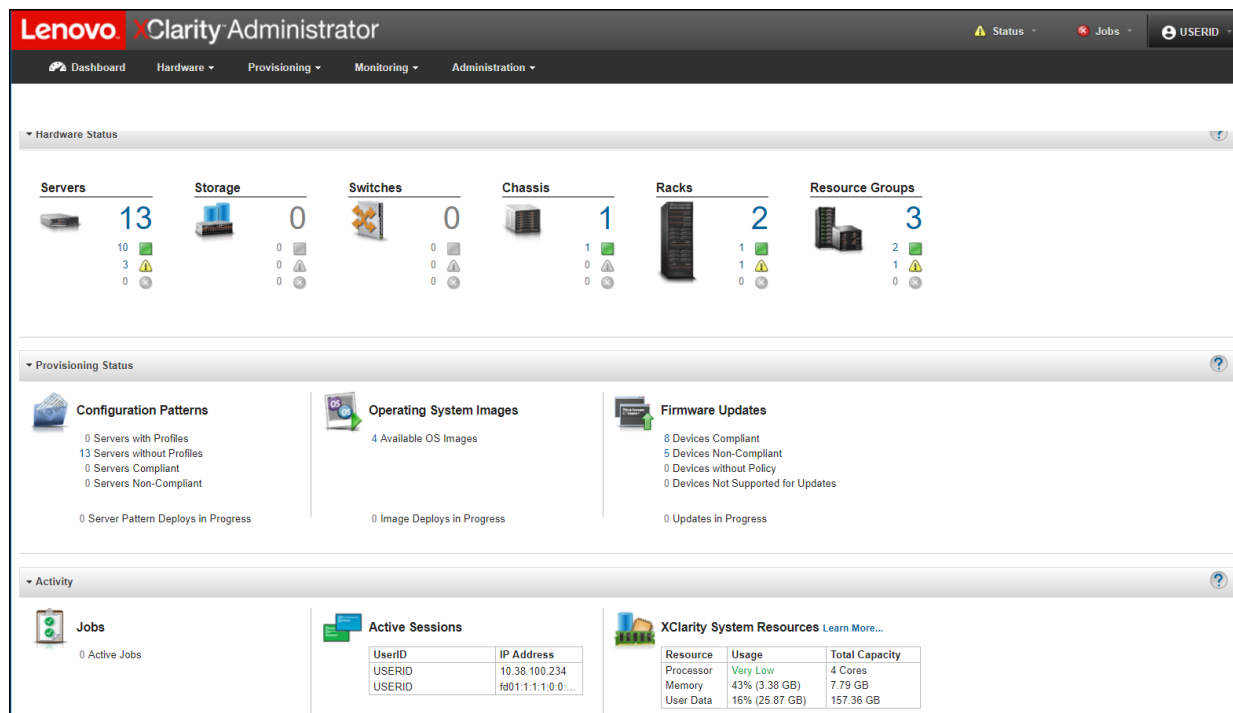 Lenovo. XClarity Administrator
Status
Jobs
USERID
Dashboard Hardware Provisioning Monitoring Administration
Hardware Status
?
Servers Storage Switches Chassis Racks Resource Groups
13 0 0 1 2 3
10 0 0 1 1 2
3 0 0 0 1 1
0 0 0 0 0 0
Provisioning Status
?
Configuration Patterns
0 Servers with Profiles
13 Servers without Profiles
0 Servers Compliant
0 Servers Non-Compliant
0 Server Pattern Deploys in Progress
OS
OS
Operating System Images
4 Available OS Images
0 Image Deploys in Progress
Firmware Updates
8 Devices Compliant
5 Devices Non-Compliant
0 Devices without Policy
0 Devices Not Supported for Updates
0 Updates in Progress
Activity
?
Jobs
0 Active Jobs
Active Sessions
UserID IP Address
USERID 10.38.100.234
USERID fd01:1:1:1:0:0:...
XClarity System Resources Learn More...
Resource Usage Total Capacity
Processor Very Low 4 Cores
Memory 43% (3.38 GB) 7.79 GB
User Data 16% (25.87 GB) 157.36 GB